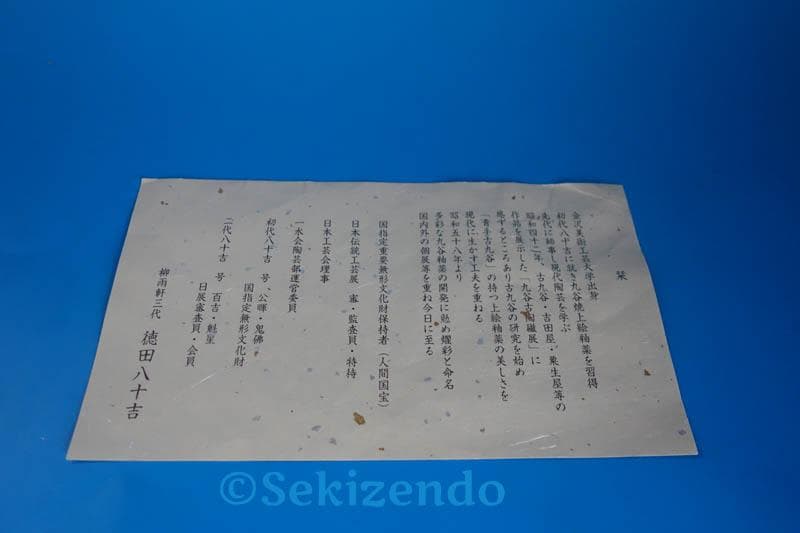 栞
金沢美術工芸大学出身
初代八十吉に就き九谷焼上絵釉薬を習得
先代に師事し現代陶芸を学ぶ
昭和四十二年、古九谷・吉田屋・粟生屋等の
作品を展示した「九谷古陶磁展」に
感ずるところあり古九谷の研究を始め
「青手古九谷」の持つ上絵釉薬の美しさを
現代に生かす工夫を重ねる
昭和五十八年より
多彩な九谷釉薬の開発に勉め燿彩と命名
国内外の個展等を重ね今日に至る
国指定重要無形文化財保持者（人間国宝）
日本伝統工芸展 審・監査員・特待
日本工芸会理事
一水会陶芸部運営委員
初代八十吉 号、公暉・鬼佛
国指定無形文化財
二代八十吉 号 百吉・魁星
日展審査員・会員
柳雨軒三代 徳田八十吉
©Sekizendo